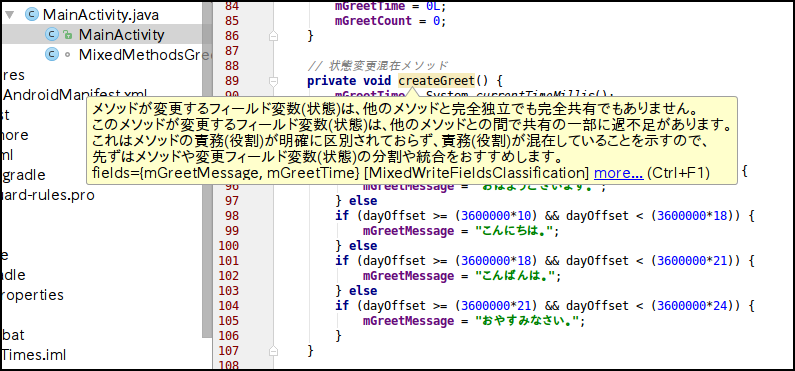 MainActivity.java
MainActivity
MixedMethodsGre
res
AndroidManifest.xml
st
more
ml
gradle
uard-rules.pro
e
dle
roperties
bat
Times.iml
84 mGreetTime = 0L;
85 mGreetCount = 0;
86 }
88 // 状態変更混在メソッド
89 private void createGreet() {
90 mGreetTime = System.currentTimeMillis();
メソッドが変更するフィールド変数(状態)は、他のメソッドと完全独立でも完全共有でもありません。
このメソッドが変更するフィールド変数(状態)は、他のメソッドとの間で共有の一部に過不足があります。
これはメソッドの責務(役割)が明確に区別されておらず、責務(役割)が混在していることを示すので、
先ずはメソッドや変更フィールド変数(状態)の分割や統合をおすすめします。
fields={mGreetMessage, mGreetTime} [MixedWriteFieldsClassification] more... (Ctrl+F1)
{
96 mGreetMessage = "おはようございます。";
97 } else
98 if (dayOffset >= (3600000*10) && dayOffset < (3600000*18)) {
99 mGreetMessage = "こんにちは。";
100 } else
101 if (dayOffset >= (3600000*18) && dayOffset < (3600000*21)) {
102 mGreetMessage = "こんばんは。";
103 } else
104 if (dayOffset >= (3600000*21) && dayOffset < (3600000*24)) {
105 mGreetMessage = "おやすみなさい。";
106 }
107 }
108